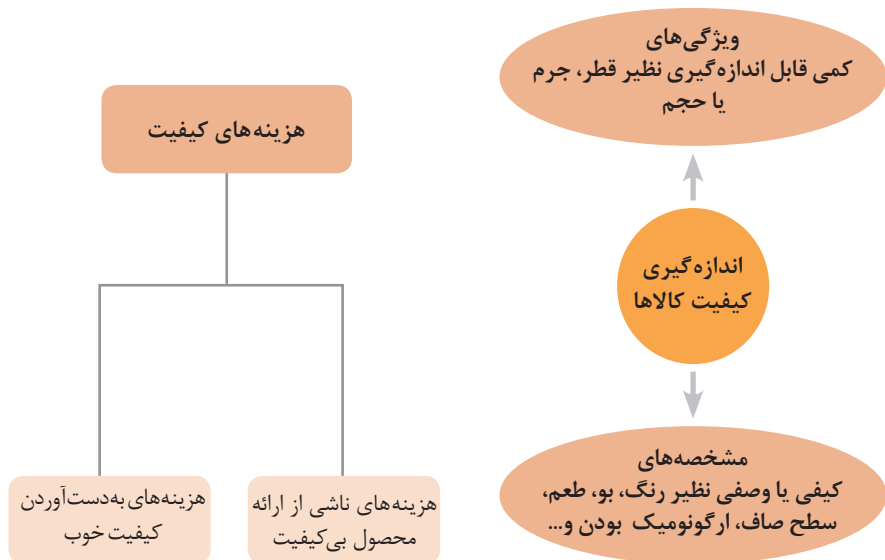 ویژگی‌های
کمی قابل اندازه‌گیری نظیر قطر، جرم
یا حجم
اندازه‌گیری
کیفیت کالاها
مشخصه‌های
کیفی یا وصفی نظیر رنگ، بو، طعم،
سطح صاف، ارگونومیک بودن و...
هزینه‌های کیفیت
هزینه‌های ناشی از ارائه
محصول بی‌کیفیت
هزینه‌های به‌دست‌آوردن
کیفیت خوب